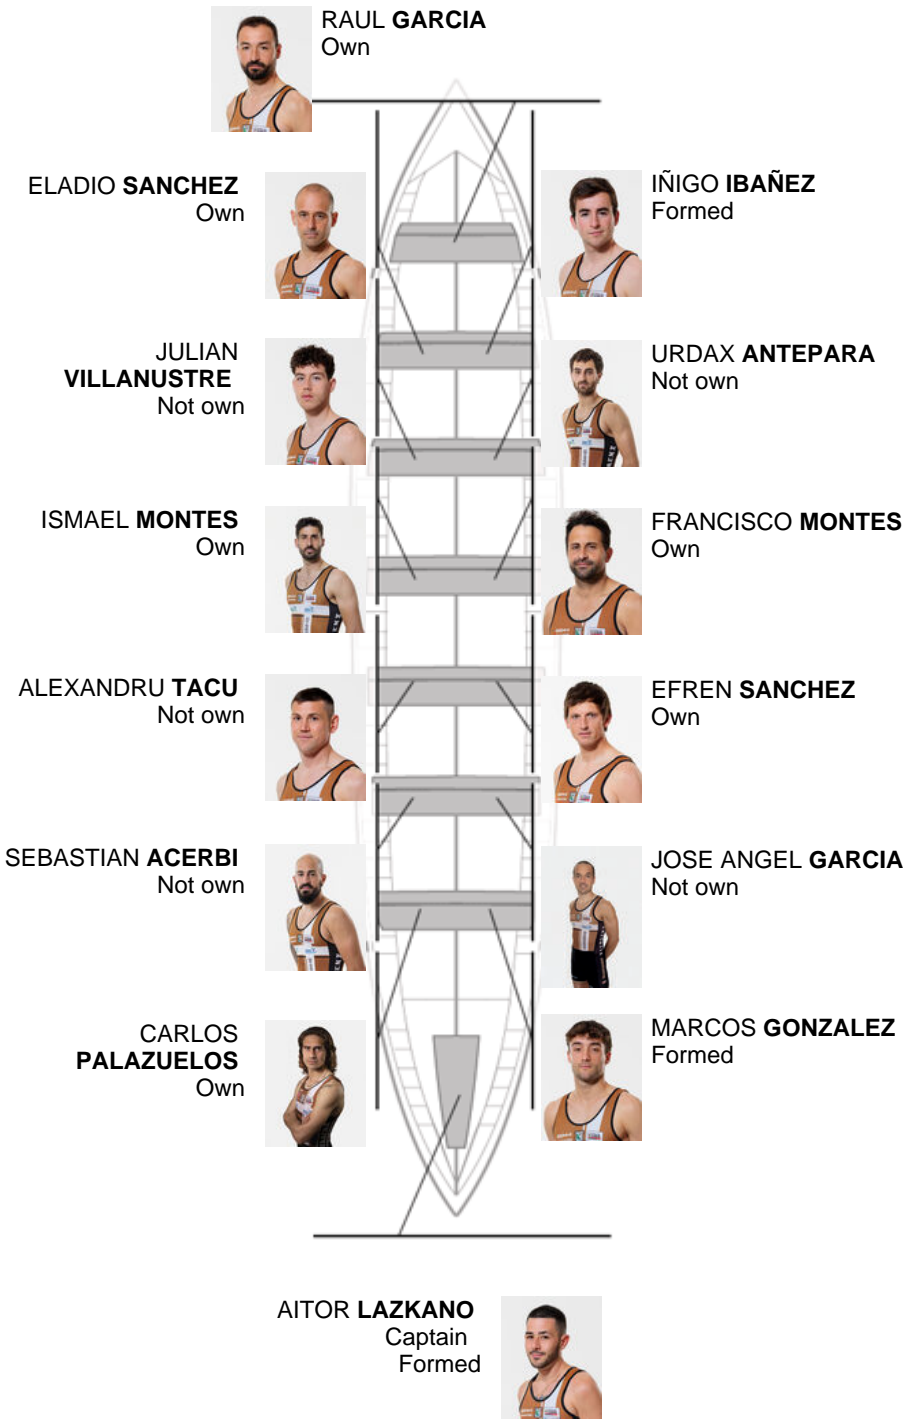 RAUL GARCIA
Own
ELADIO SANCHEZ
Own
IÑIGO IBAÑEZ
Formed
JULIAN
VILLANUSTRE
Not own
URDAX ANTEPARA
Not own
ISMAEL MONTES
Own
FRANCISCO MONTES
Own
ALEXANDRU TACU
Not own
EFREN SANCHEZ
Own
SEBASTIAN ACERBI
Not own
JOSE ANGEL GARCIA
Not own
CARLOS
PALAZUELOS
Own
MARCOS GONZALEZ
Formed
AITOR LAZKANO
Captain
Formed